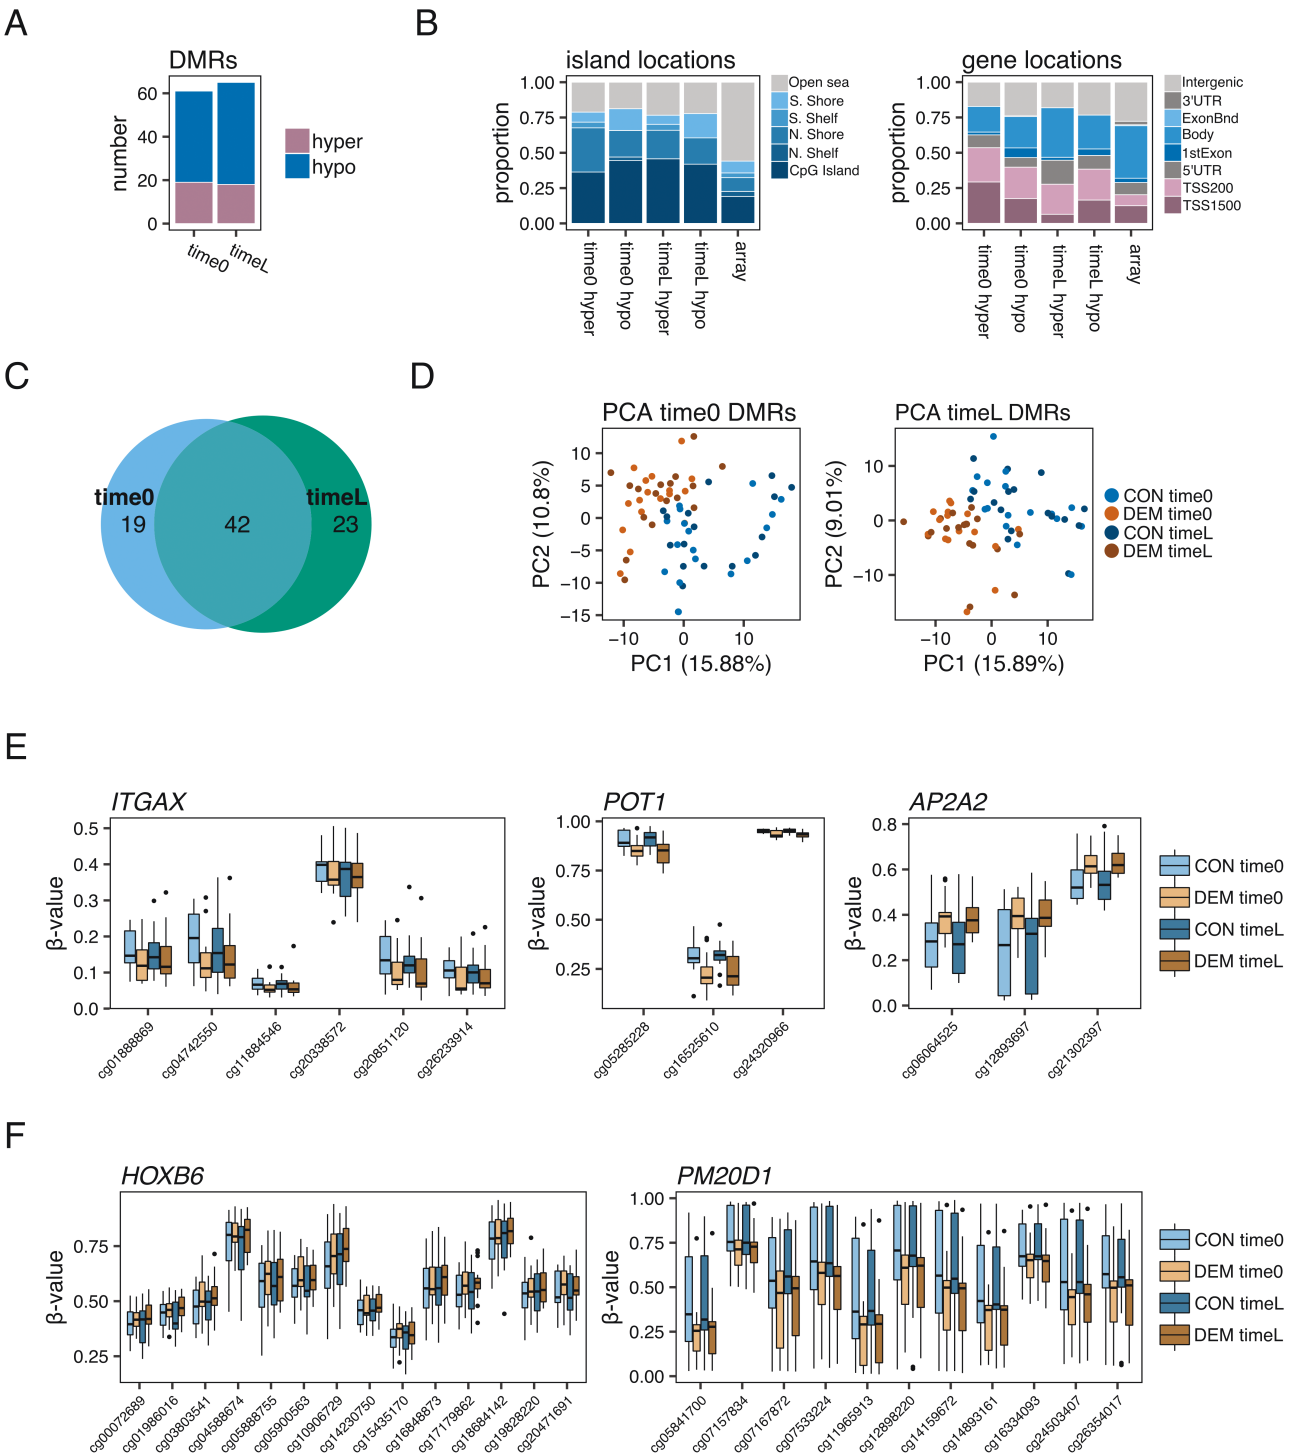 A
DMRs
number
60
40
20
0
time0
timeL
hyper
hypo
B
island locations
proportion
1.00
0.75
0.50
0.25
0.00
time0 hyper
time0 hypo
timeL hyper
timeL hypo
array
Open sea
S. Shore
S. Shelf
N. Shore
N. Shelf
CpG Island
gene locations
proportion
1.00
0.75
0.50
0.25
0.00
time0 hyper
time0 hypo
timeL hyper
timeL hypo
array
Intergenic
3'UTR
ExonBnd
Body
1stExon
5'UTR
TSS200
TSS1500
C
time0
19
42
timeL
23
D
PCA time0 DMRs
PC2 (10.8%)
10
5
0
−5
−10
−15
−10
0
10
PC1 (15.88%)
PCA timeL DMRs
PC2 (9.01%)
10
0
−10
−10
0
10
PC1 (15.89%)
CON time0
DEM time0
CON timeL
DEM timeL
E
ITGAX
β-value
0.5
0.4
0.3
0.2
0.1
0.0
cg01888869
cg04742550
cg11884546
cg20338572
cg20851120
cg26233914
POT1
β-value
1.00
0.75
0.50
0.25
cg05285228
cg16525610
cg24320966
AP2A2
β-value
0.8
0.6
0.4
0.2
0.0
cg06064525
cg12893697
cg21302397
CON time0
DEM time0
CON timeL
DEM timeL
F
HOXB6
β-value
0.75
0.50
0.25
cg00072689
cg01986016
cg03803541
cg04588674
cg05888755
cg05900563
cg10906729
cg14230750
cg15435170
cg16848873
cg17179862
cg18684142
cg19828220
cg20471691
PM20D1
β-value
1.00
0.75
0.50
0.25
0.00
cg05841700
cg07157834
cg07167872
cg07533224
cg11965913
cg12898220
cg14159672
cg14893161
cg16334093
cg24503407
cg26354017
CON time0
DEM time0
CON timeL
DEM timeL